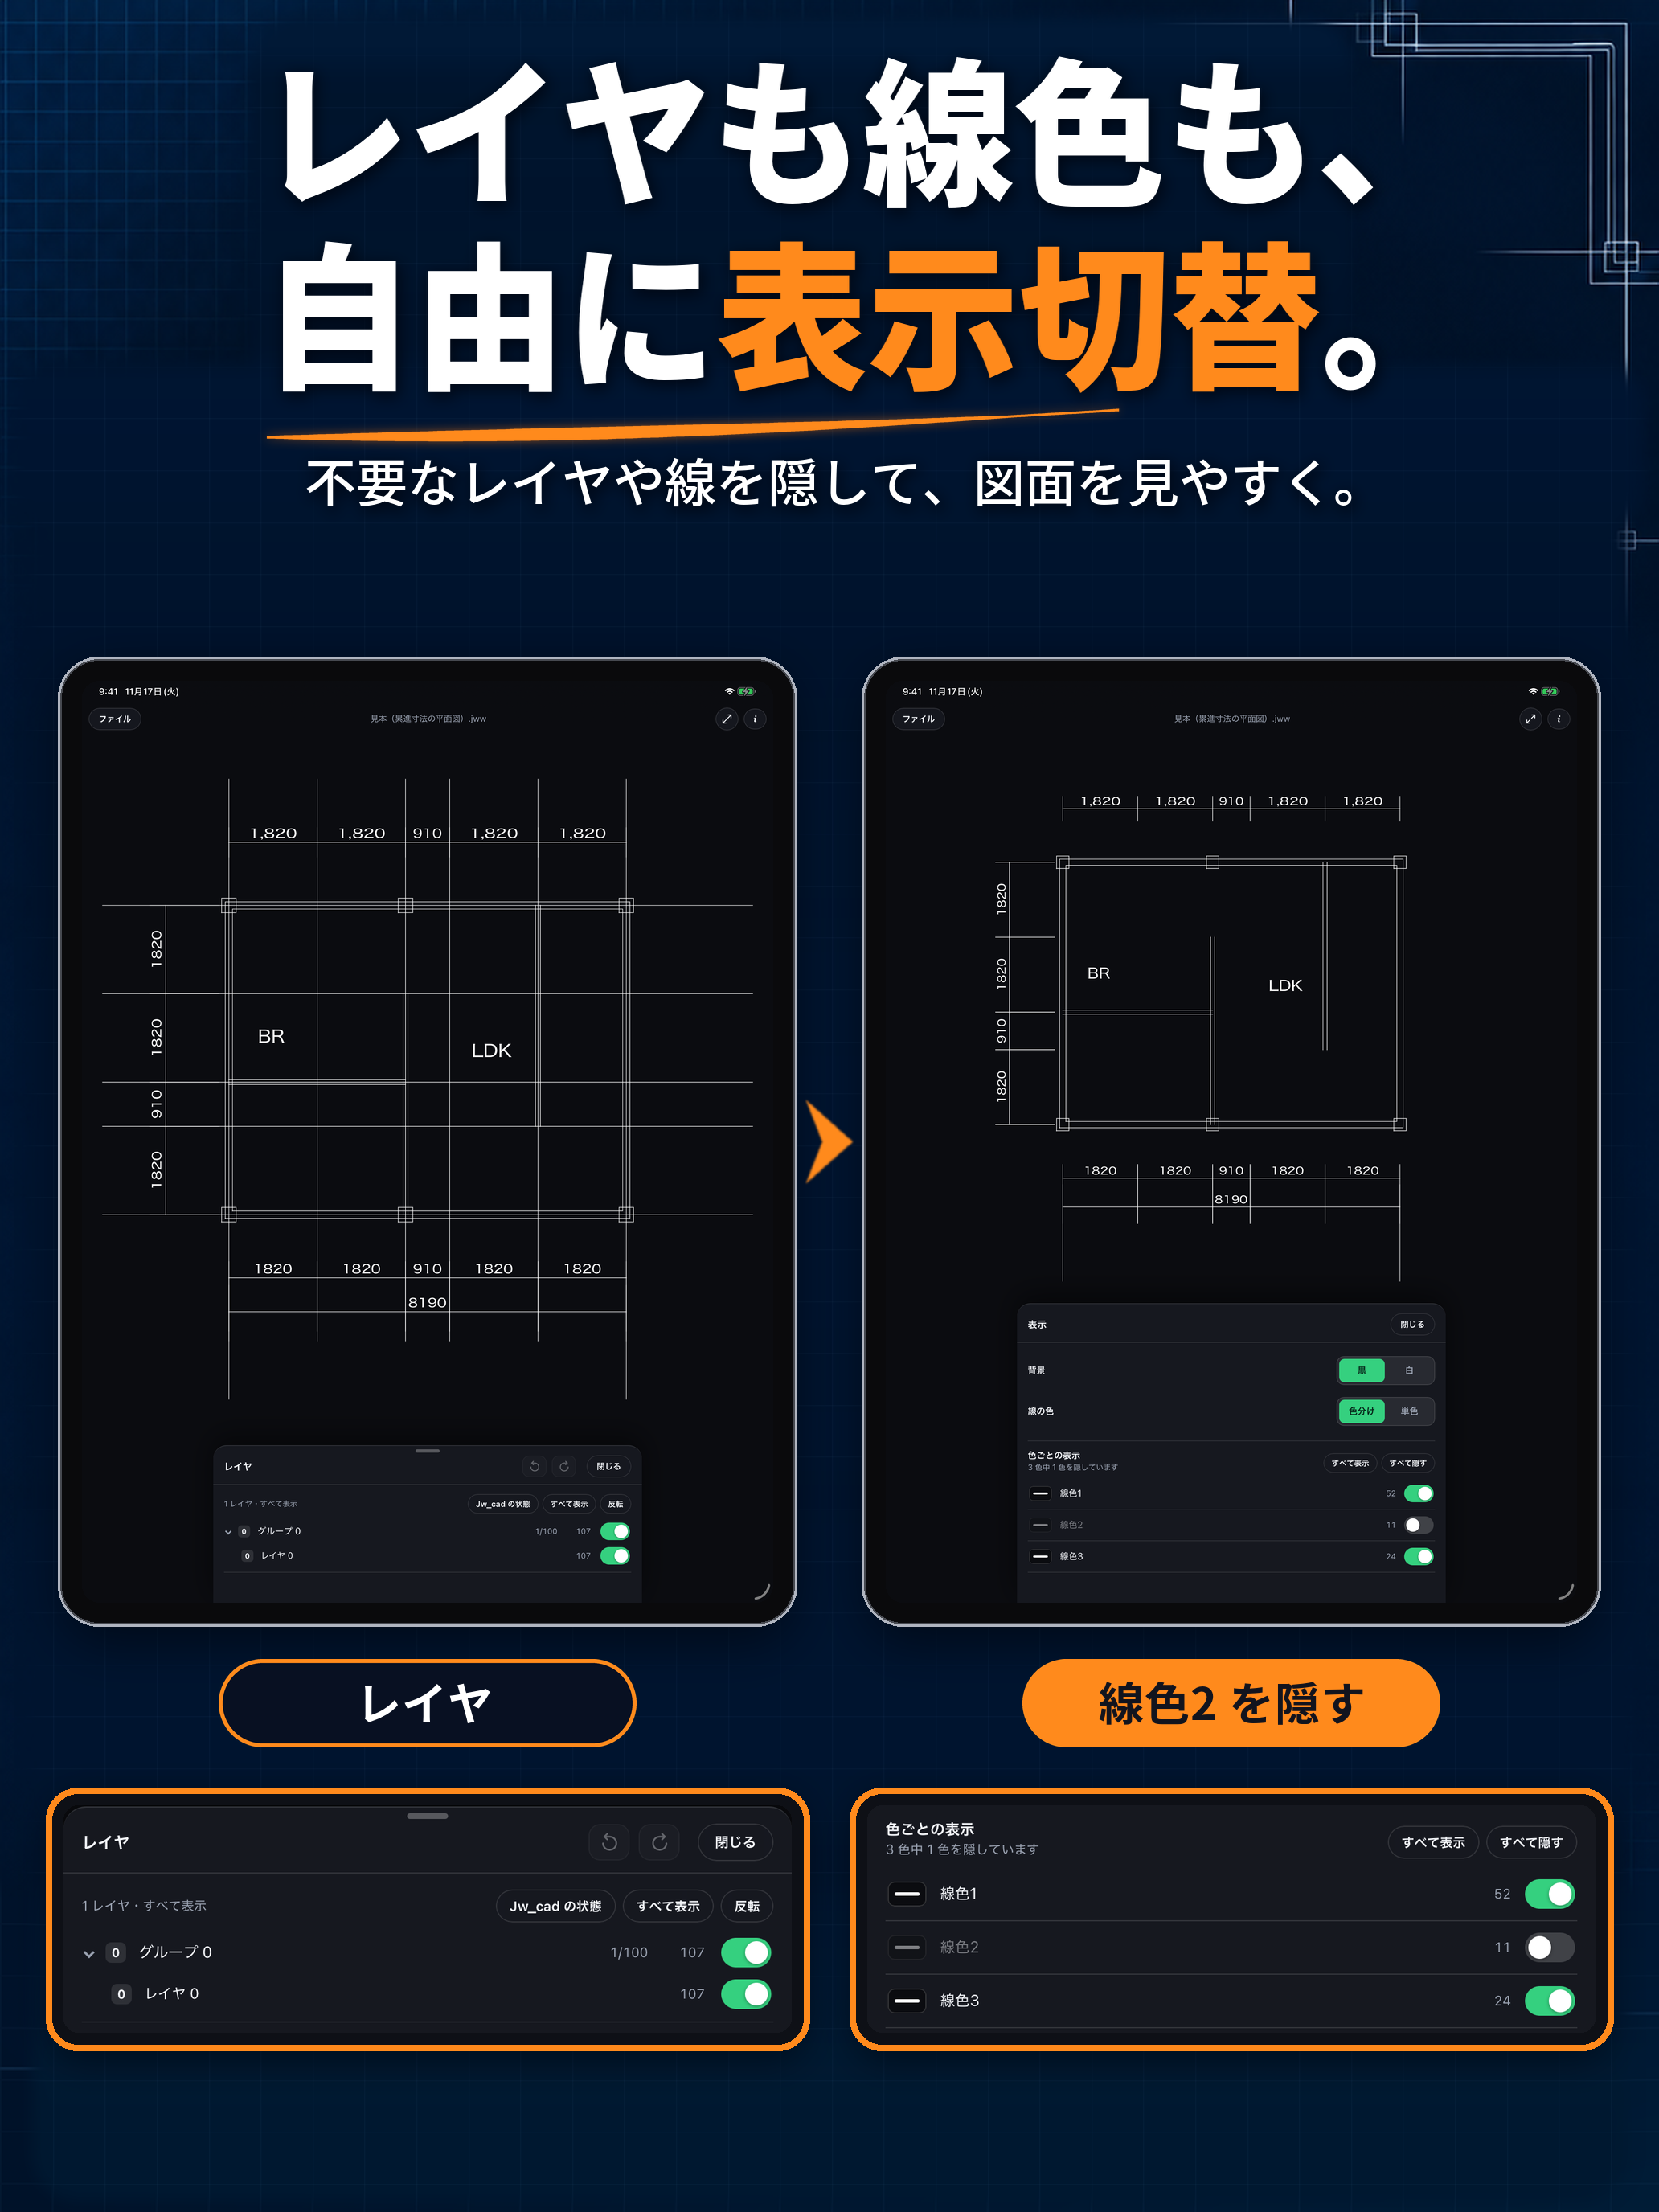 レイヤも線色も、
自由に表示切替。
不要なレイヤや線を隠して、図面を見やすく。
9:41 11月17日(火)
ファイル
見本（累進寸法の平面図）.jww
i
1,820 1,820 910 1,820 1,820
1820
1820
910
1820
BR
LDK
1820 1820 910 1820 1820
8190
レイヤ
閉じる
1 レイヤ・すべて表示
Jw_cad の状態
すべて表示
反転
0 グループ 0 1/100 107
0 レイヤ 0 107
9:41 11月17日(火)
ファイル
見本（累進寸法の平面図）.jww
i
1,820 1,820 910 1,820 1,820
1820
1820
910
1820
BR
LDK
1820 1820 910 1820 1820
8190
表示
閉じる
背景
黒 白
線の色
色分け 単色
色ごとの表示
3 色中 1 色を隠しています
すべて表示
すべて隠す
線色1 52
線色2 11
線色3 24
レイヤ
線色2 を隠す
レイヤ
閉じる
1 レイヤ・すべて表示
Jw_cad の状態
すべて表示
反転
0 グループ 0 1/100 107
0 レイヤ 0 107
色ごとの表示
3 色中 1 色を隠しています
すべて表示
すべて隠す
線色1 52
線色2 11
線色3 24